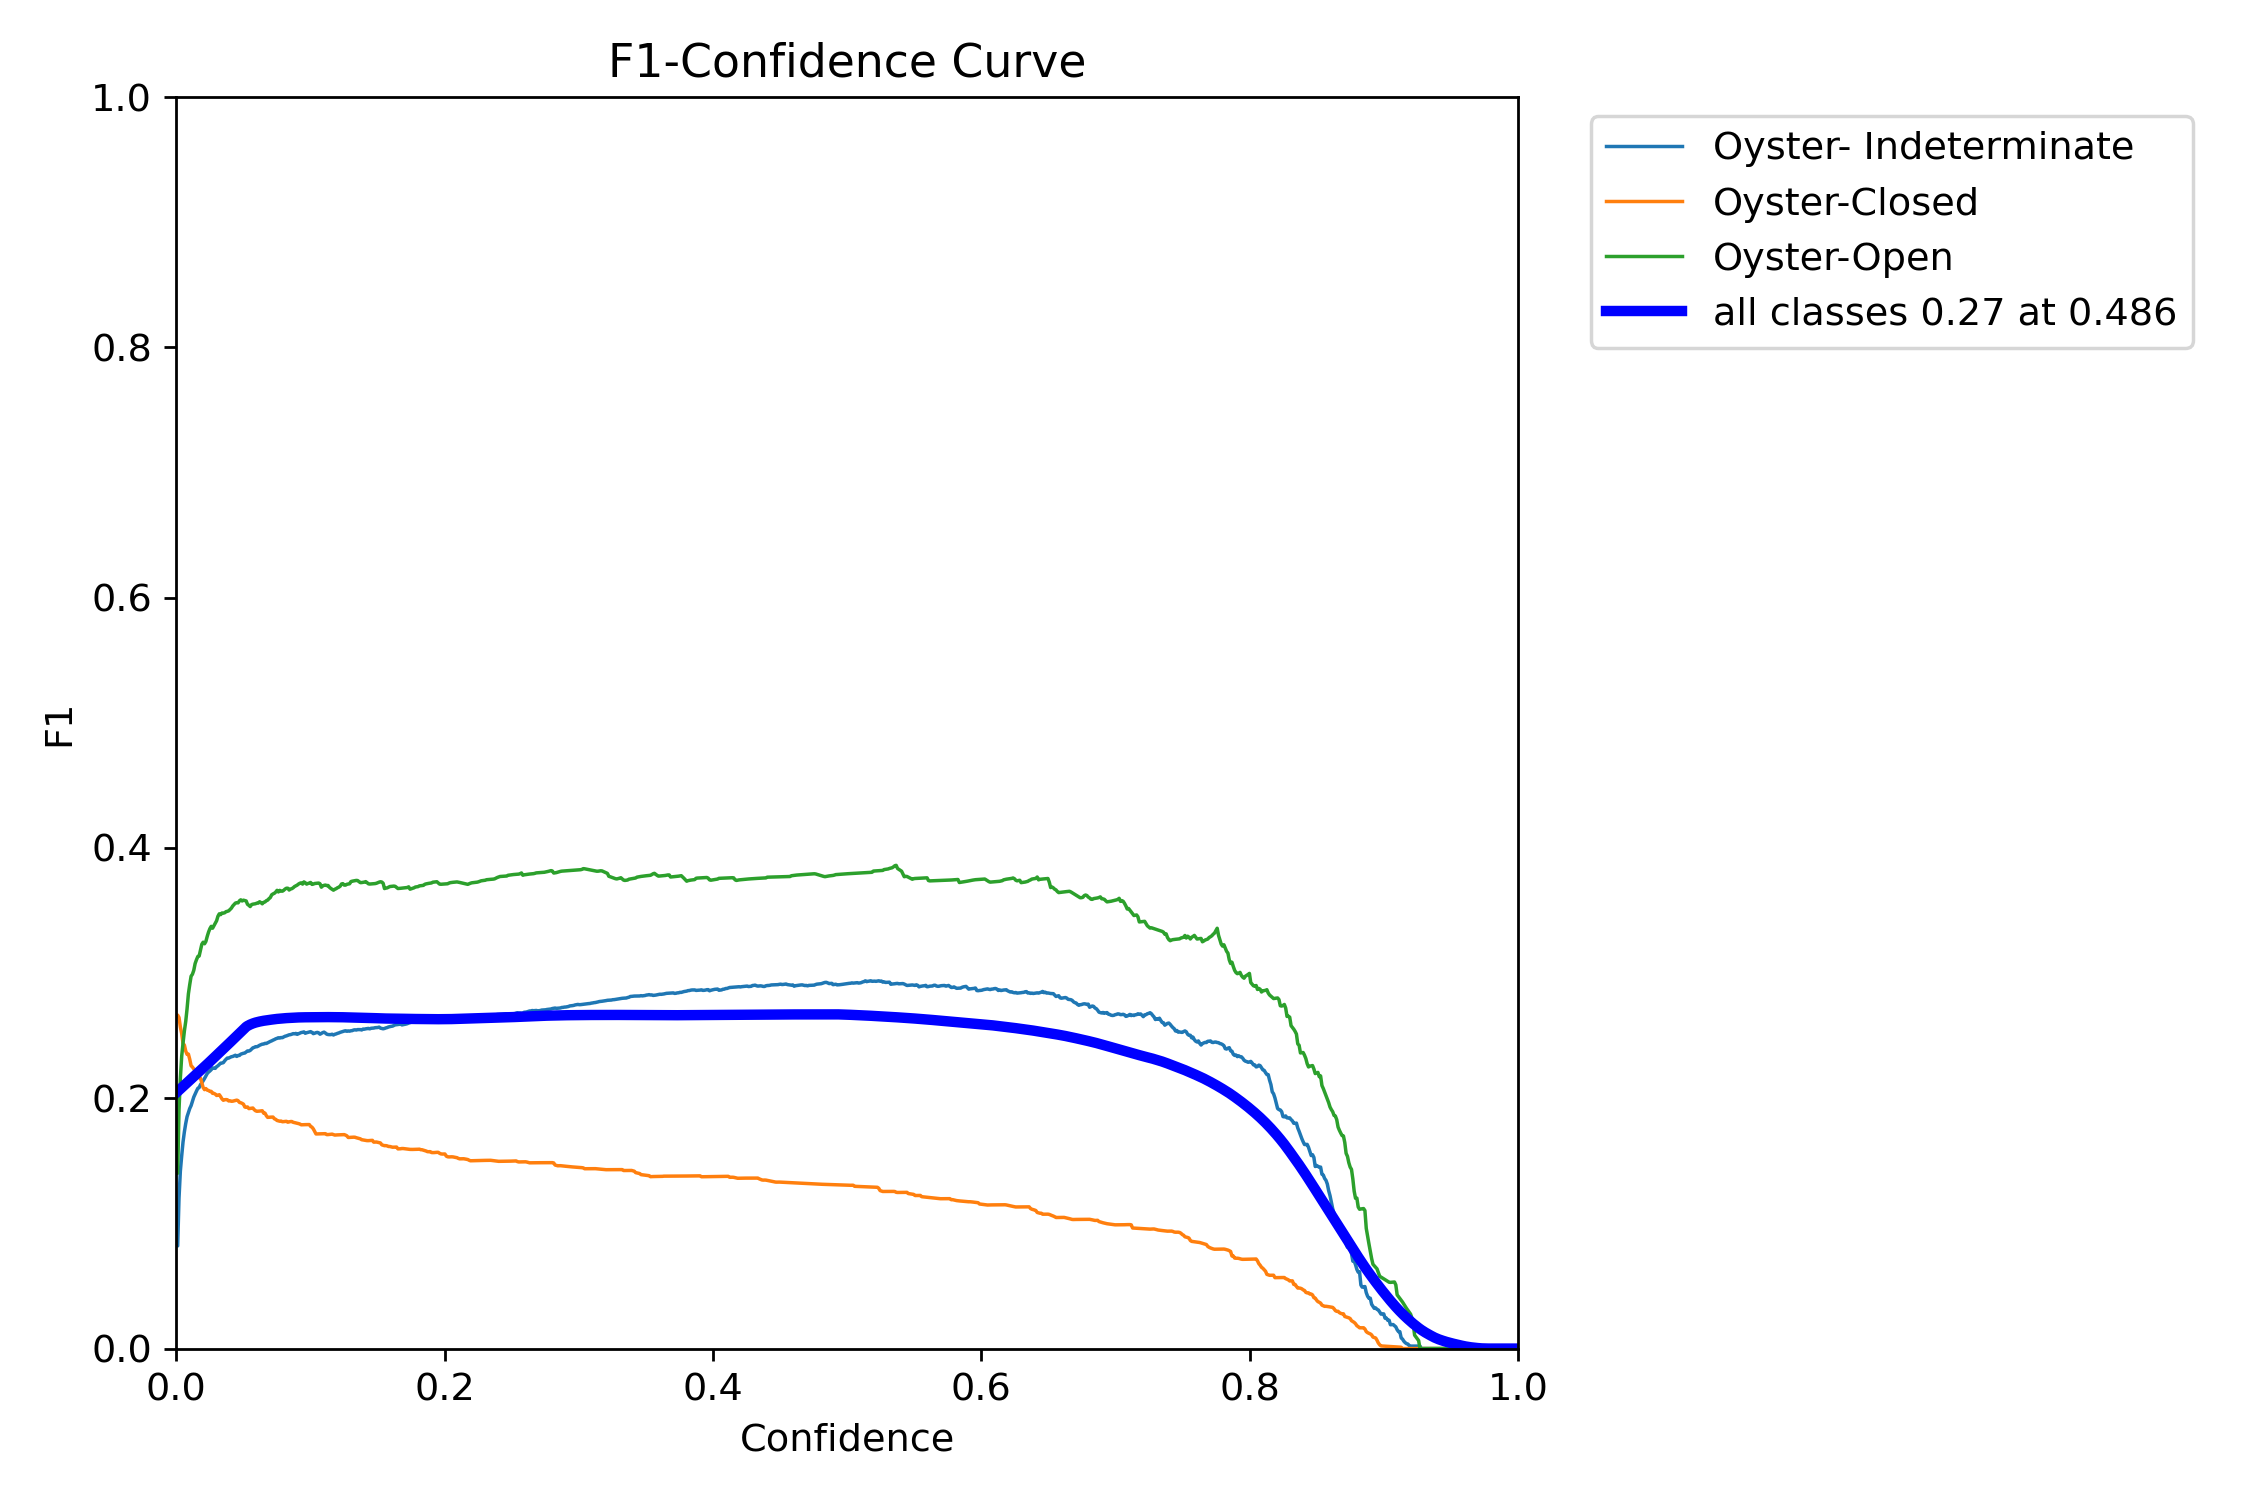 F1-Confidence Curve
1.0
0.8
0.6
0.4
0.2
0.0
F1
0.0 0.2 0.4 0.6 0.8 1.0
Confidence
Oyster- Indeterminate
Oyster-Closed
Oyster-Open
all classes 0.27 at 0.486